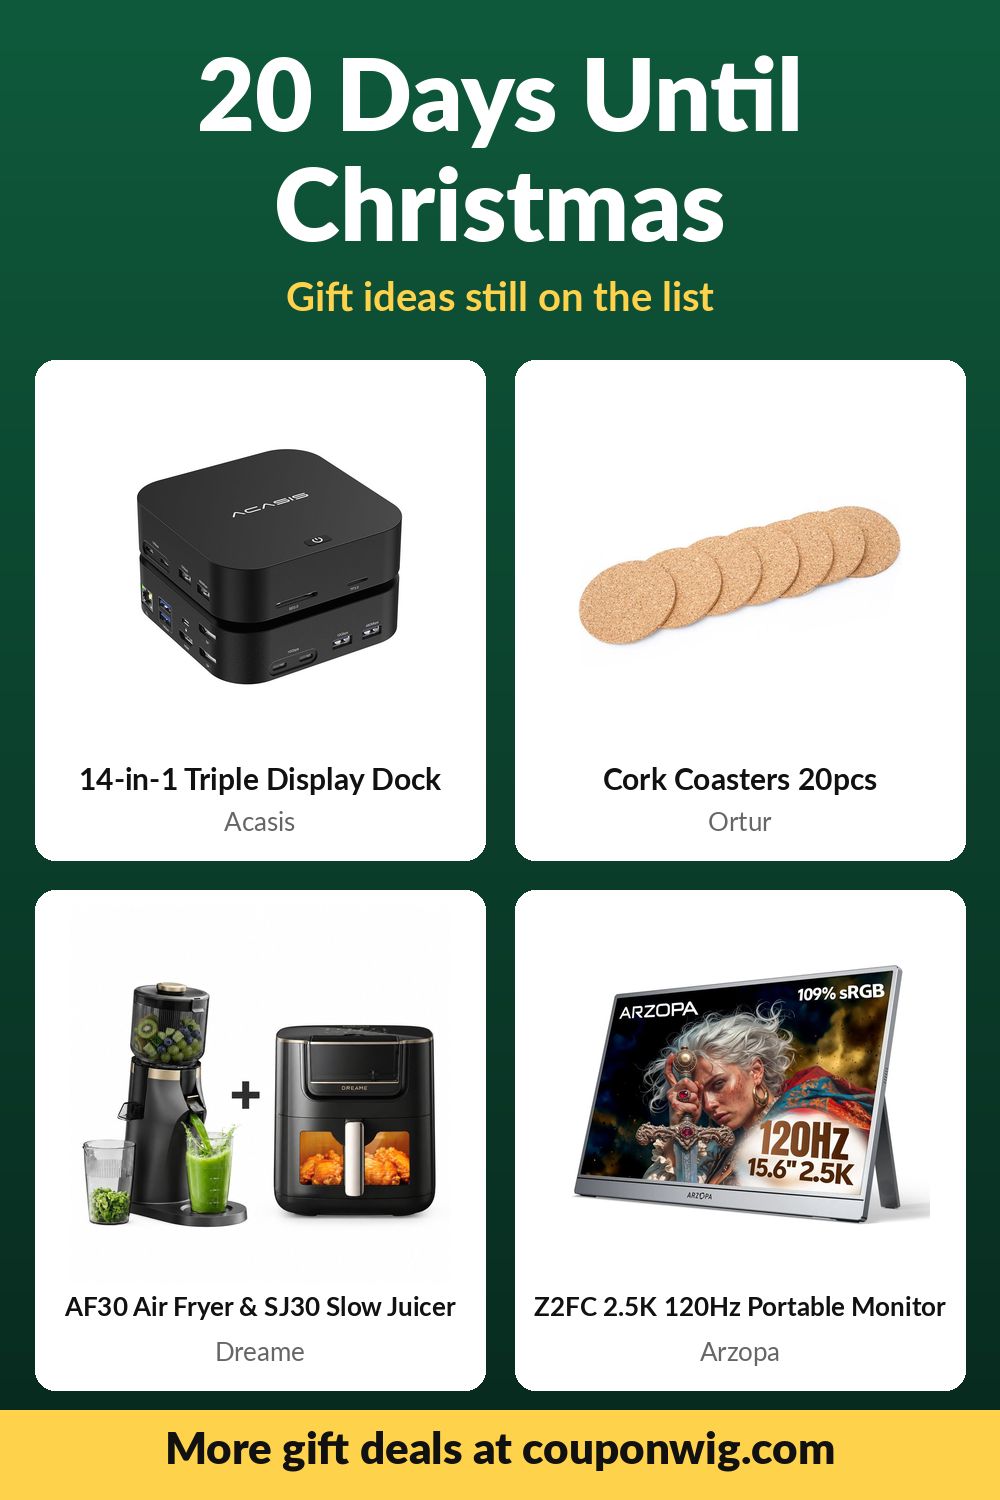 20 Days Until
Christmas
Gift ideas still on the list
ACASIS
14-in-1 Triple Display Dock
Acasis
Cork Coasters 20pcs
Ortur
DREAME
AF30 Air Fryer & SJ30 Slow Juicer
Dreame
ARZOPA
109% sRGB
120Hz
15.6" 2.5K
ARZOPA
Z2FC 2.5K 120Hz Portable Monitor
Arzopa
More gift deals at couponwig.com